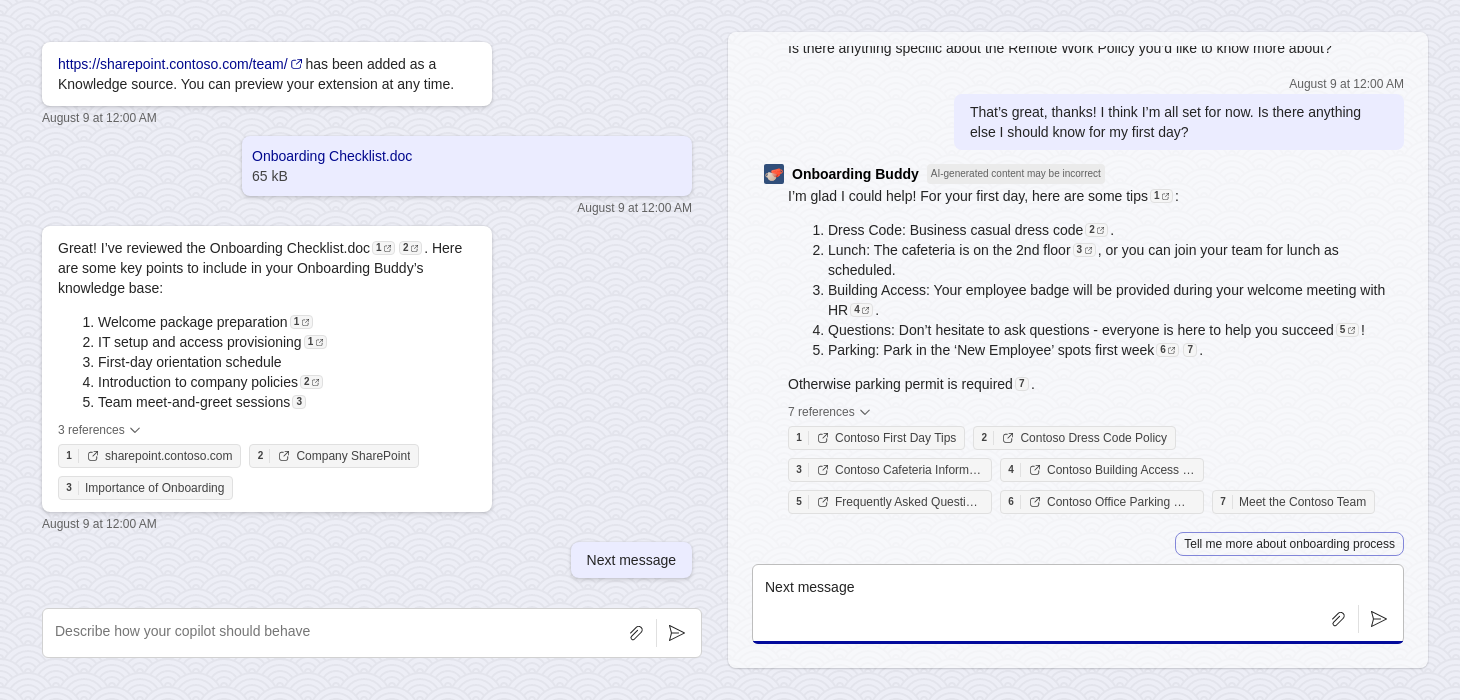 https://sharepoint.contoso.com/team/ has been added as a
Knowledge source. You can preview your extension at any time.
August 9 at 12:00 AM
Onboarding Checklist.doc
65 kB
August 9 at 12:00 AM
Great! I’ve reviewed the Onboarding Checklist.doc 1 2 . Here
are some key points to include in your Onboarding Buddy’s
knowledge base:
1. Welcome package preparation 1
2. IT setup and access provisioning 1
3. First-day orientation schedule
4. Introduction to company policies 2
5. Team meet-and-greet sessions 3
3 references
1 sharepoint.contoso.com 2 Company SharePoint
3 Importance of Onboarding
August 9 at 12:00 AM
Next message
Describe how your copilot should behave
Is there anything specific about the Remote Work Policy you’d like to know more about?
August 9 at 12:00 AM
That’s great, thanks! I think I’m all set for now. Is there anything
else I should know for my first day?
Onboarding Buddy AI-generated content may be incorrect
I’m glad I could help! For your first day, here are some tips 1 :
1. Dress Code: Business casual dress code 2 .
2. Lunch: The cafeteria is on the 2nd floor 3 , or you can join your team for lunch as
scheduled.
3. Building Access: Your employee badge will be provided during your welcome meeting with
HR 4 .
4. Questions: Don’t hesitate to ask questions - everyone is here to help you succeed 5 !
5. Parking: Park in the ‘New Employee’ spots first week 6 7 .
Otherwise parking permit is required 7 .
7 references
1 Contoso First Day Tips 2 Contoso Dress Code Policy
3 Contoso Cafeteria Inform… 4 Contoso Building Access …
5 Frequently Asked Questi… 6 Contoso Office Parking … 7 Meet the Contoso Team
Tell me more about onboarding process
Next message